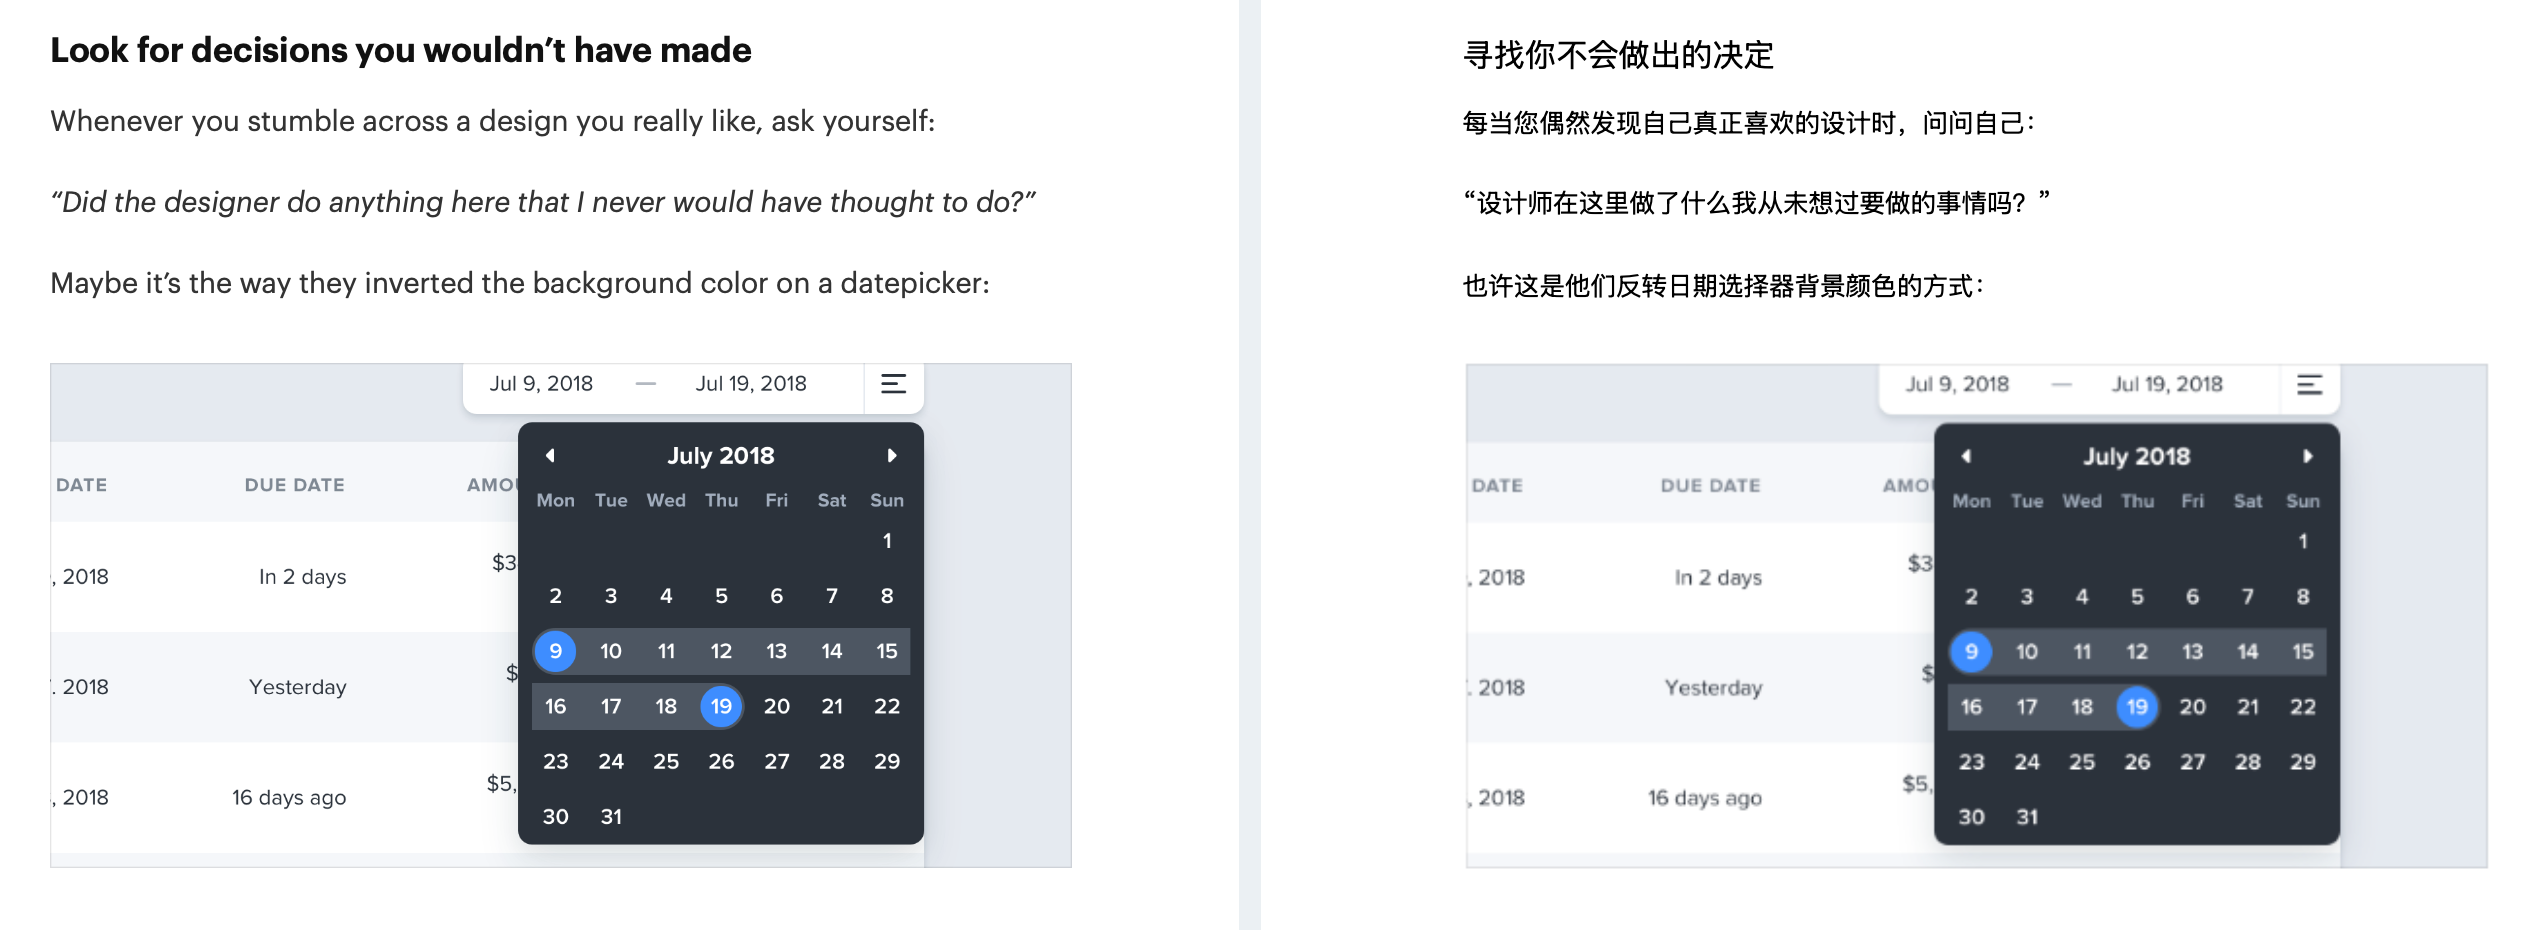 Look for decisions you wouldn’t have made
Whenever you stumble across a design you really like, ask yourself:
“Did the designer do anything here that I never would have thought to do?”
Maybe it’s the way they inverted the background color on a datepicker:
Jul 9, 2018 — Jul 19, 2018
July 2018
DATE DUE DATE AMOU
Mon Tue Wed Thu Fri Sat Sun
1
, 2018 In 2 days $3
2 3 4 5 6 7 8
9 10 11 12 13 14 15
. 2018 Yesterday $
16 17 18 19 20 21 22
23 24 25 26 27 28 29
, 2018 16 days ago $5,
30 31
寻找你不会做出的决定
每当您偶然发现自己真正喜欢的设计时，问问自己：
“设计师在这里做了什么我从未想过要做的事情吗？”
也许这是他们反转日期选择器背景颜色的方式：
Jul 9, 2018 — Jul 19, 2018
July 2018
DATE DUE DATE AMOU
Mon Tue Wed Thu Fri Sat Sun
1
, 2018 In 2 days $3
2 3 4 5 6 7 8
9 10 11 12 13 14 15
. 2018 Yesterday $
16 17 18 19 20 21 22
23 24 25 26 27 28 29
, 2018 16 days ago $5,
30 31